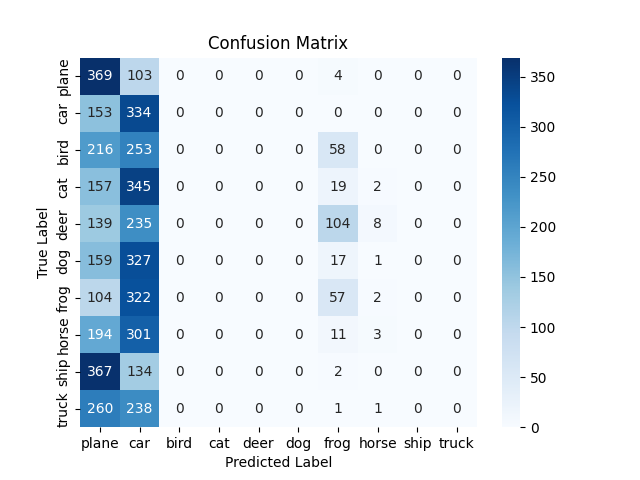 Confusion Matrix
plane 369 103 0 0 0 0 4 0 0 0
car 153 334 0 0 0 0 0 0 0 0
bird 216 253 0 0 0 0 58 0 0 0
cat 157 345 0 0 0 0 19 2 0 0
deer 139 235 0 0 0 0 104 8 0 0
dog 159 327 0 0 0 0 17 1 0 0
frog 104 322 0 0 0 0 57 2 0 0
horse 194 301 0 0 0 0 11 3 0 0
ship 367 134 0 0 0 0 2 0 0 0
truck 260 238 0 0 0 0 1 1 0 0
plane car bird cat deer dog frog horse ship truck
Predicted Label
True Label
350
300
250
200
150
100
50
0